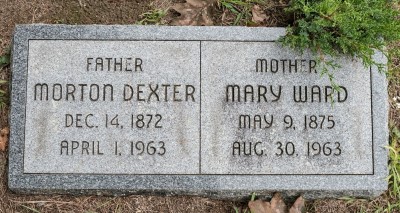 FATHER
MORTON DEXTER
DEC. 14, 1872
APRIL 1, 1963
MOTHER
MARY WARD
MAY 9, 1875
AUG. 30, 1963